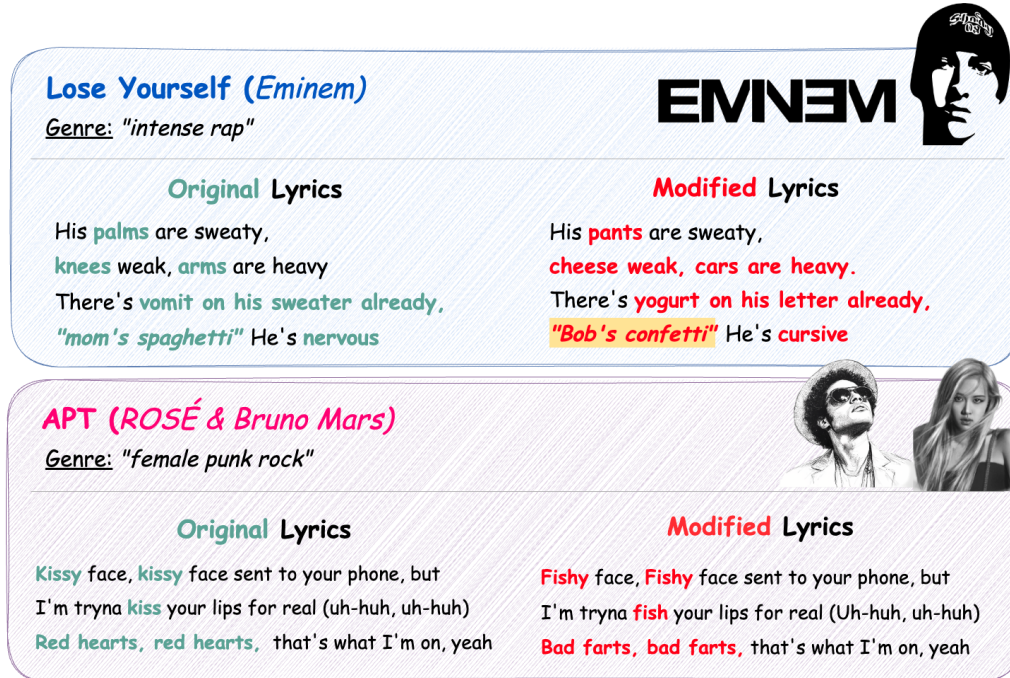 Lose Yourself (Eminem)
EMINEM
Shady
Genre: "intense rap"
Original Lyrics
His palms are sweaty,
knees weak, arms are heavy
There's vomit on his sweater already,
"mom's spaghetti" He's nervous
Modified Lyrics
His pants are sweaty,
cheese weak, cars are heavy.
There's yogurt on his letter already,
"Bob's confetti" He's cursive
APT (ROSÉ & Bruno Mars)
Genre: "female punk rock"
Original Lyrics
Kissy face, kissy face sent to your phone, but
I'm tryna kiss your lips for real (uh-huh, uh-huh)
Red hearts, red hearts, that's what I'm on, yeah
Modified Lyrics
Fishy face, Fishy face sent to your phone, but
I'm tryna fish your lips for real (Uh-huh, uh-huh)
Bad farts, bad farts, that's what I'm on, yeah